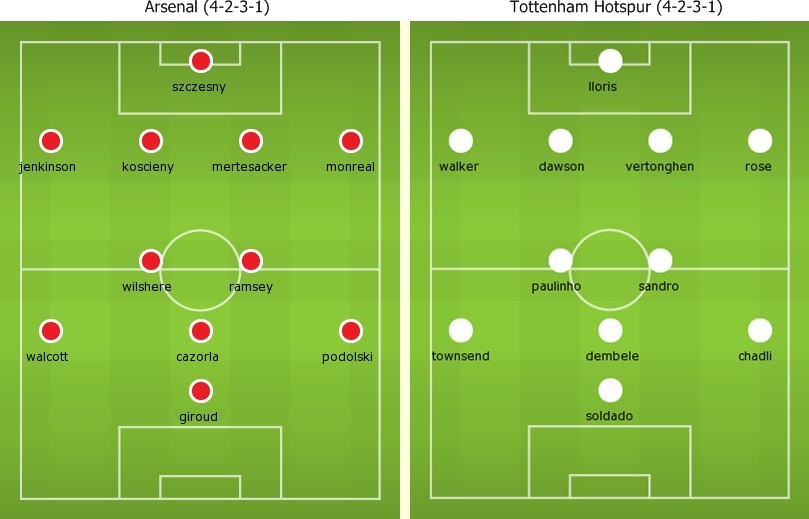 Arsenal (4-2-3-1)
szczesny
jenkinson koscieny mertesacker monreal
wilshere ramsey
walcott cazorla podolski
giroud
Tottenham Hotspur (4-2-3-1)
lloris
walker dawson vertonghen rose
paulinho sandro
townsend dembele chadli
soldado